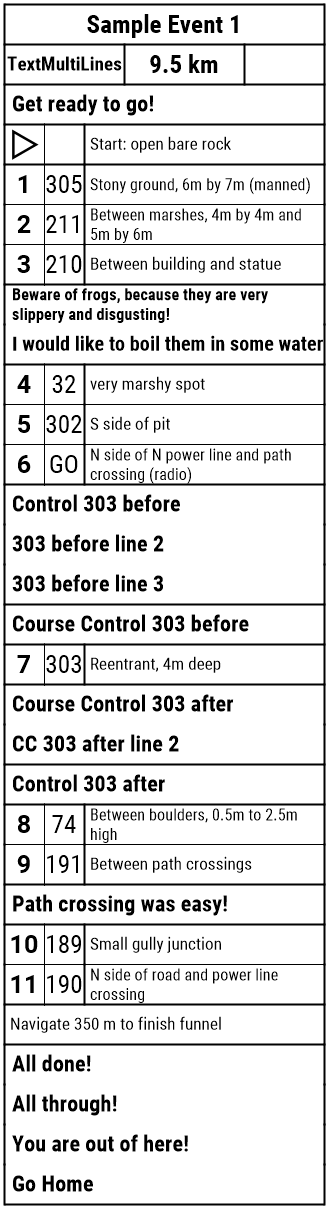 Sample Event 1
TextMultiLines 9.5 km
Get ready to go!
Start: open bare rock
1 305 Stony ground, 6m by 7m (manned)
2 211 Between marshes, 4m by 4m and
5m by 6m
3 210 Between building and statue
Beware of frogs, because they are very
slippery and disgusting!
I would like to boil them in some water
4 32 very marshy spot
5 302 S side of pit
6 GO N side of N power line and path
crossing (radio)
Control 303 before
303 before line 2
303 before line 3
Course Control 303 before
7 303 Reentrant, 4m deep
Course Control 303 after
CC 303 after line 2
Control 303 after
8 74 Between boulders, 0.5m to 2.5m
high
9 191 Between path crossings
Path crossing was easy!
10 189 Small gully junction
11 190 N side of road and power line
crossing
Navigate 350 m to finish funnel
All done!
All through!
You are out of here!
Go Home